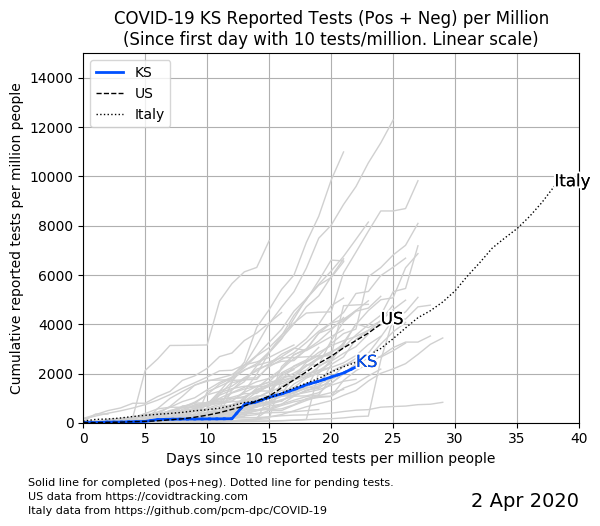 COVID-19 KS Reported Tests (Pos + Neg) per Million
(Since first day with 10 tests/million. Linear scale)
Cumulative reported tests per million people
14000
12000
10000
8000
6000
4000
2000
0
KS
US
Italy
Italy
US
KS
0 5 10 15 20 25 30 35 40
Days since 10 reported tests per million people
Solid line for completed (pos+neg). Dotted line for pending tests.
US data from https://covidtracking.com
Italy data from https://github.com/pcm-dpc/COVID-19
2 Apr 2020